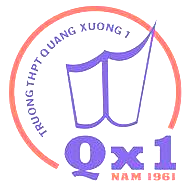 TRƯỜNG THPT QUẢNG XƯƠNG 1
Qx1
NĂM 1961